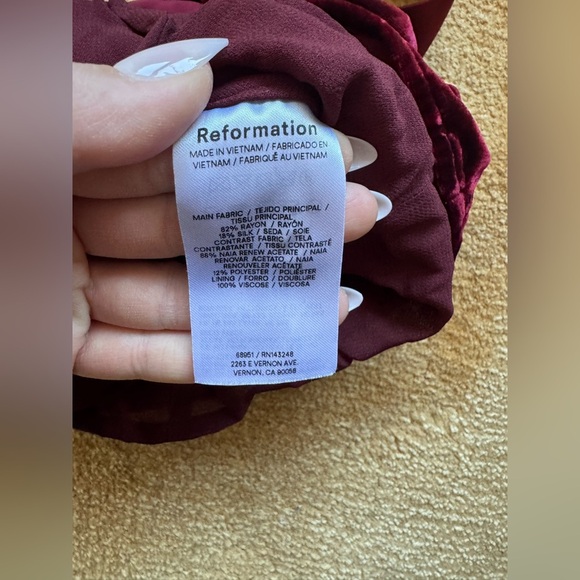 Reformation
MADE IN VIETNAM / FABRICADO EN
VIETNAM / FABRIQUÉ AU VIETNAM
MAIN FABRIC / TEJIDO PRINCIPAL /
TISSU PRINCIPAL
82% RAYON / RAYÓN
18% SILK / SEDA / SOIE
CONTRAST FABRIC / TELA
CONTRASTANTE / TISSU CONTRASTÉ
88% NAIA RENEW ACETATE / NAIA
RENOVAR ACETATO / NAIA
RENOUVELER ACÉTATE
12% POLYESTER / POLIÉSTER
LINING / FORRO / DOUBLURE
100% VISCOSE / VISCOSA
68951 / RN143248
2263 E VERNON AVE.
VERNON, CA 90058